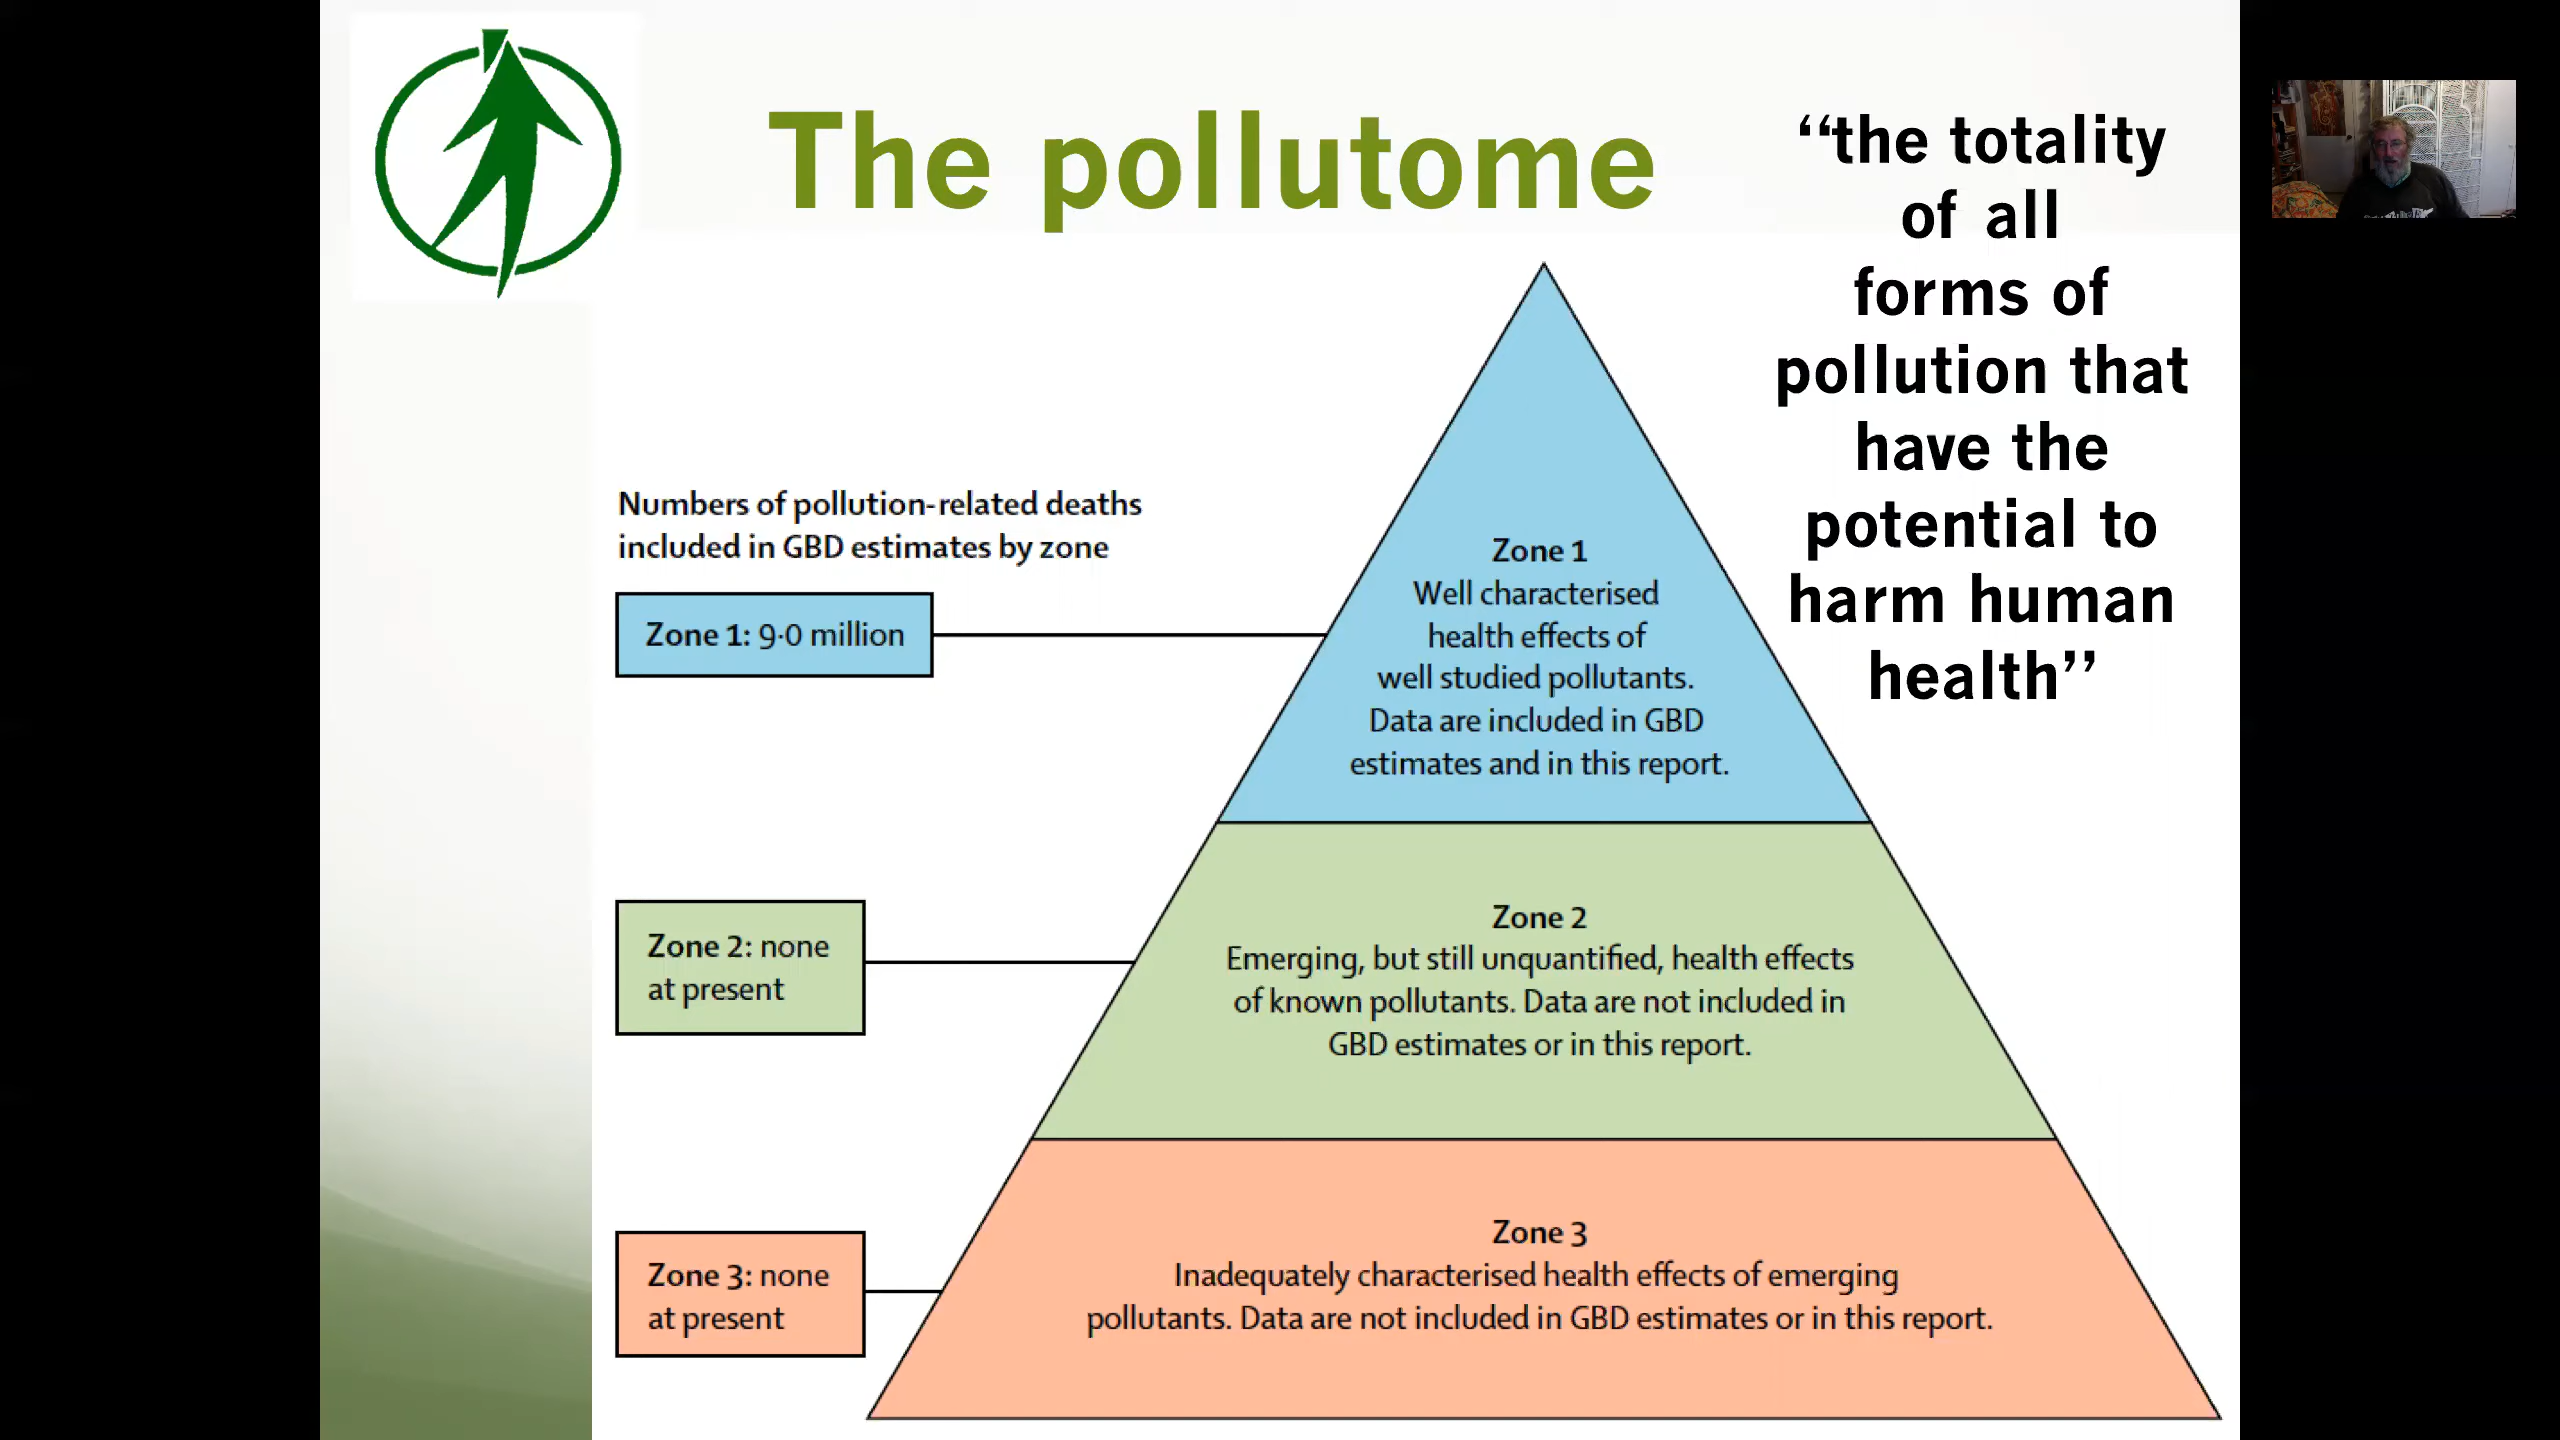 The pollutome
“the totality
of all
forms of
pollution that
have the
potential to
harm human
health”
Numbers of pollution-related deaths
included in GBD estimates by zone
Zone 1: 9·0 million
Zone 1
Well characterised
health effects of
well studied pollutants.
Data are included in GBD
estimates and in this report.
Zone 2: none
at present
Zone 2
Emerging, but still unquantified, health effects
of known pollutants. Data are not included in
GBD estimates or in this report.
Zone 3: none
at present
Zone 3
Inadequately characterised health effects of emerging
pollutants. Data are not included in GBD estimates or in this report.